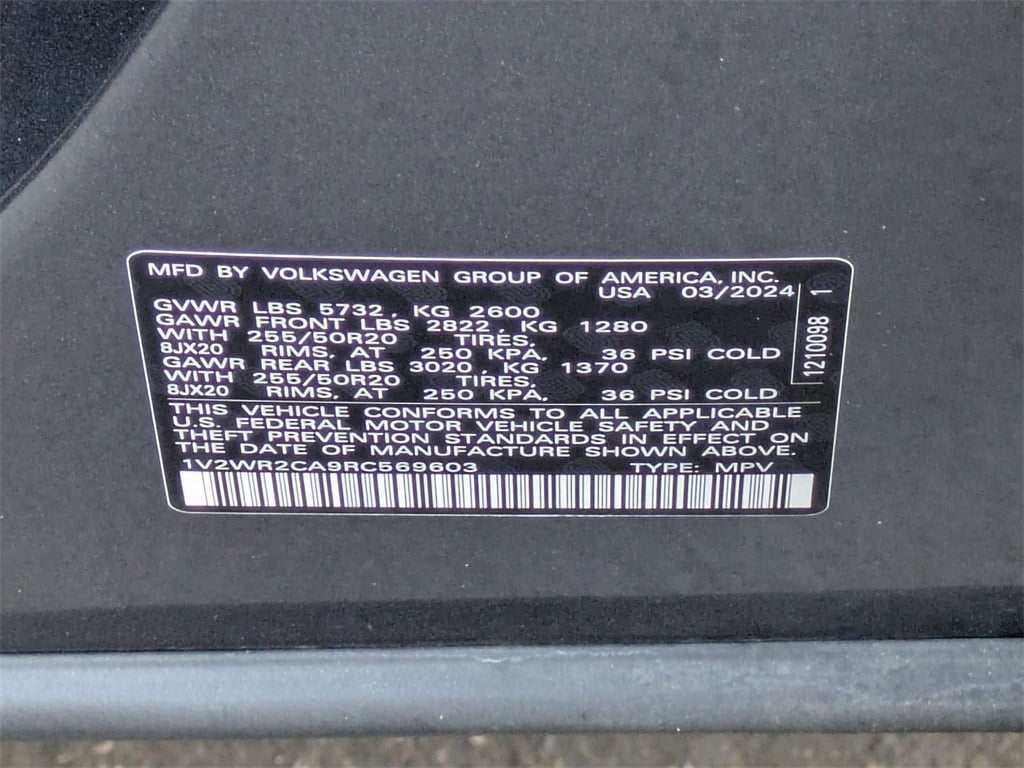 MFD BY VOLKSWAGEN GROUP OF AMERICA, INC.
USA 03/2024
GVWR LBS 5732, KG 2600
GAWR FRONT LBS 2822, KG 1280
WITH 255/50R20 TIRES,
8JX20 RIMS, AT 250 KPA, 36 PSI COLD
GAWR REAR LBS 3020, KG 1370
WITH 255/50R20 TIRES,
8JX20 RIMS, AT 250 KPA, 36 PSI COLD
1210098 1
THIS VEHICLE CONFORMS TO ALL APPLICABLE
U.S. FEDERAL MOTOR VEHICLE SAFETY AND
THEFT PREVENTION STANDARDS IN EFFECT ON
THE DATE OF MANUFACTURE SHOWN ABOVE.
1V2WR2CA9RC569603 TYPE: MPV